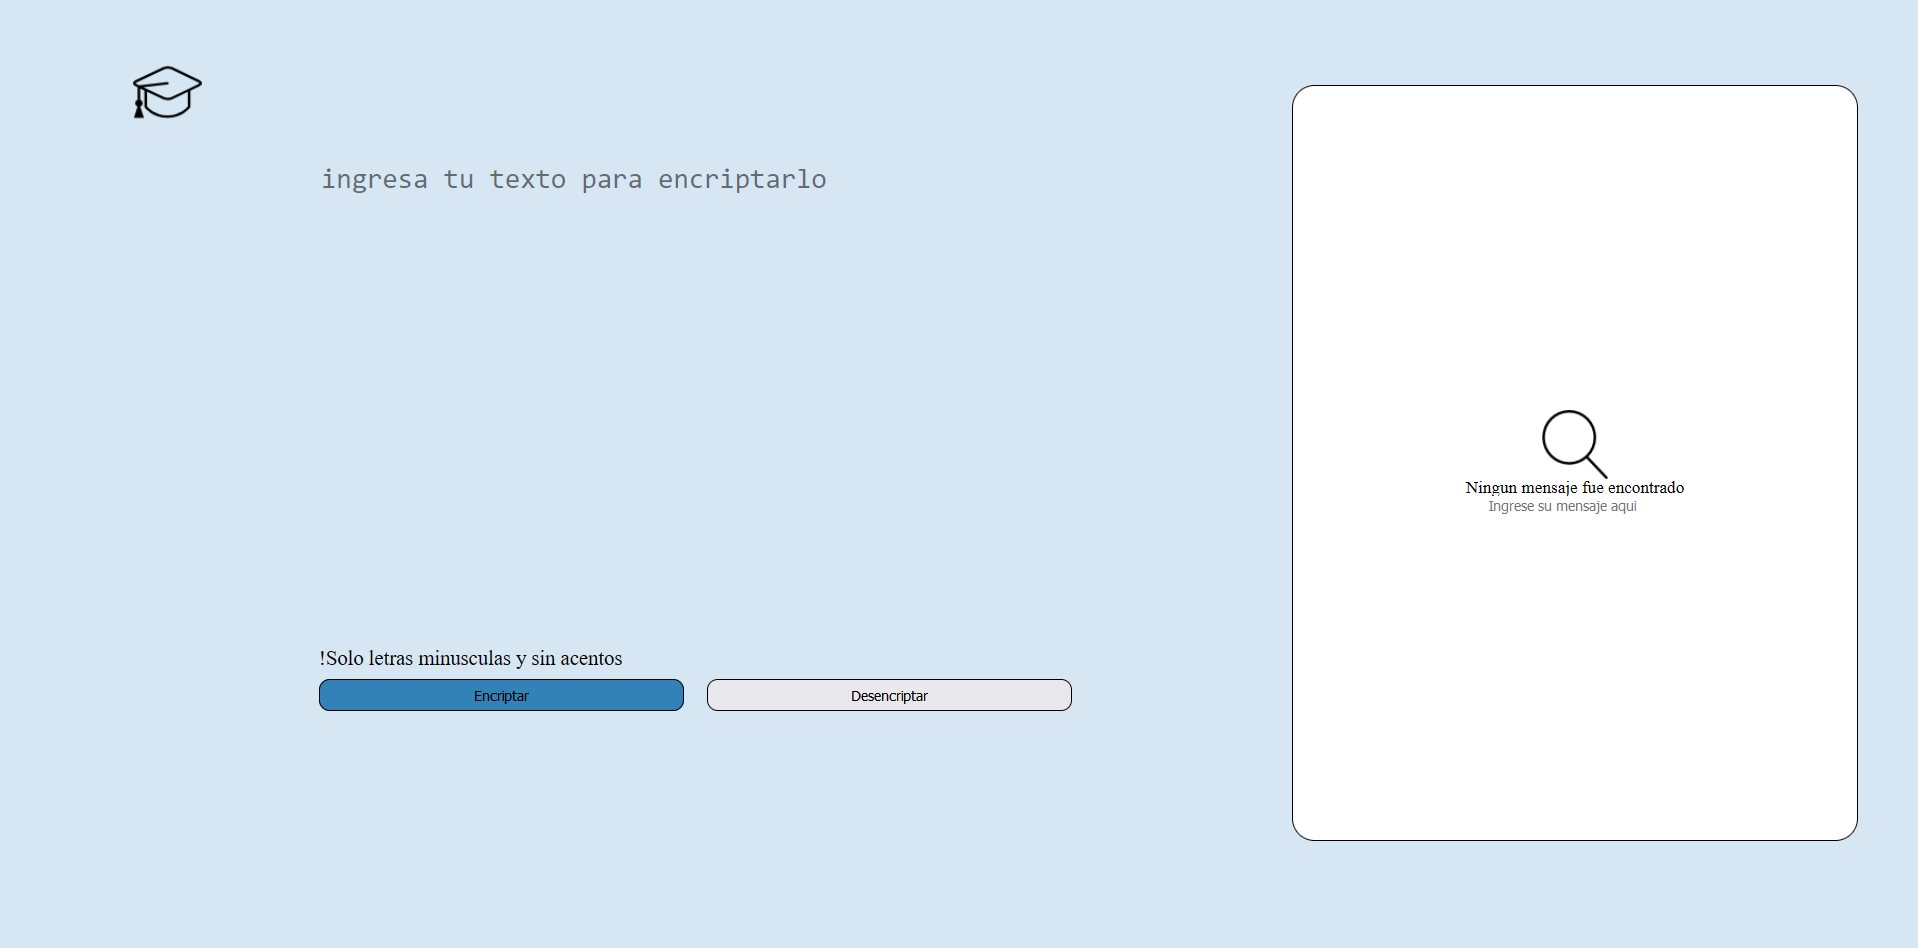 ingresa tu texto para encriptarlo
!Solo letras minusculas y sin acentos
Encriptar
Desencriptar
Ningun mensaje fue encontrado
Ingrese su mensaje aqui